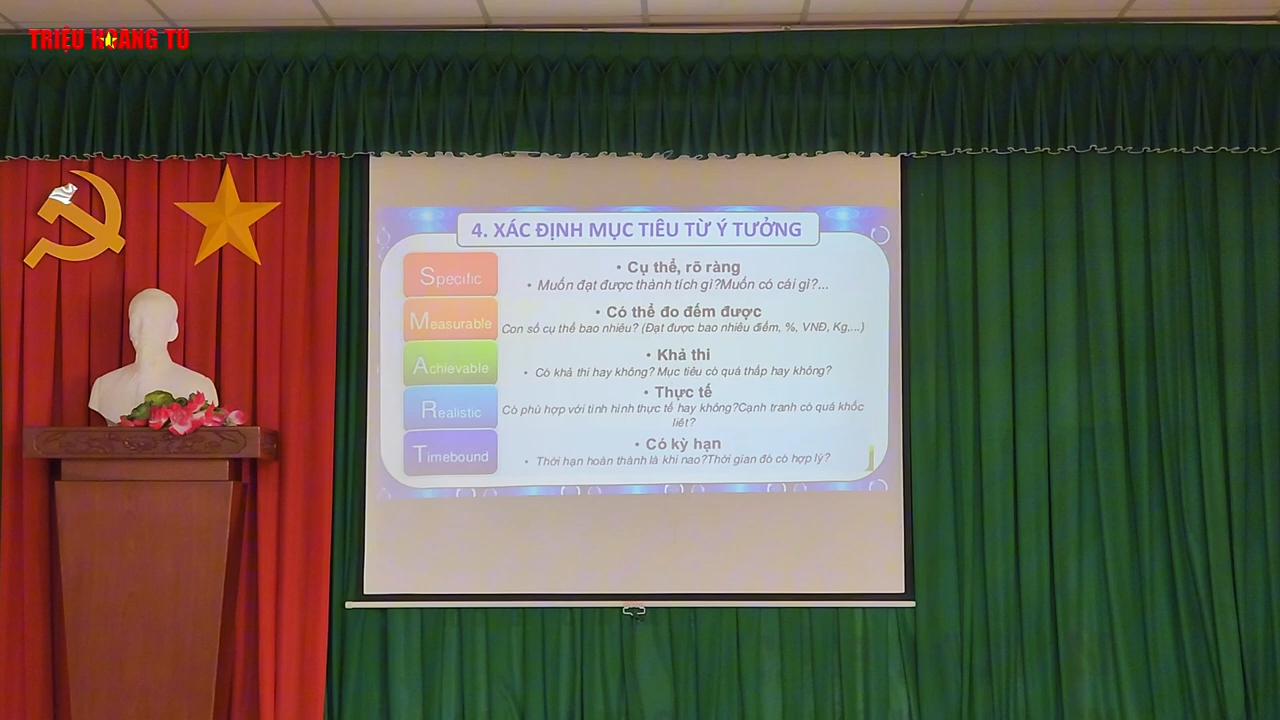 TRIỆU HOÀNG TÚ
4. XÁC ĐỊNH MỤC TIÊU TỪ Ý TƯỞNG
Specific
• Cụ thể, rõ ràng
• Muốn đạt được thành tích gì?Muốn có cái gì?...
Measurable
• Có thể đo đếm được
Con số cụ thể bao nhiêu? (Đạt được bao nhiêu điểm, %, VNĐ, Kg,...)
Achievable
• Khả thi
• Có khả thi hay không? Mục tiêu có quá thấp hay không?
Realistic
• Thực tế
Có phù hợp với tình hình thực tế hay không?Cạnh tranh có quá khốc
liệt?
Timebound
• Có kỳ hạn
• Thời hạn hoàn thành là khi nao?Thời gian đó có hợp lý?